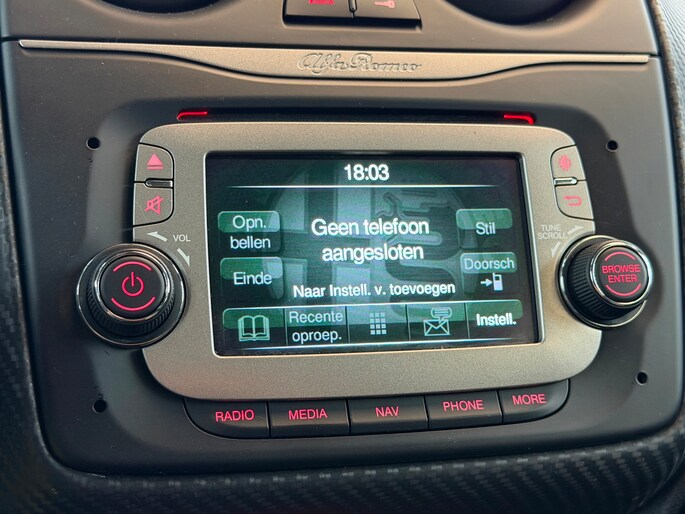 Alfa Romeo
18:03
Opn.
bellen
Geen telefoon
aangesloten
Stil
Einde
Doorsch
Naar Instell. v. toevoegen
Recente
oproep.
Instell.
VOL
TUNE
SCROLL
BROWSE
ENTER
RADIO
MEDIA
NAV
PHONE
MORE